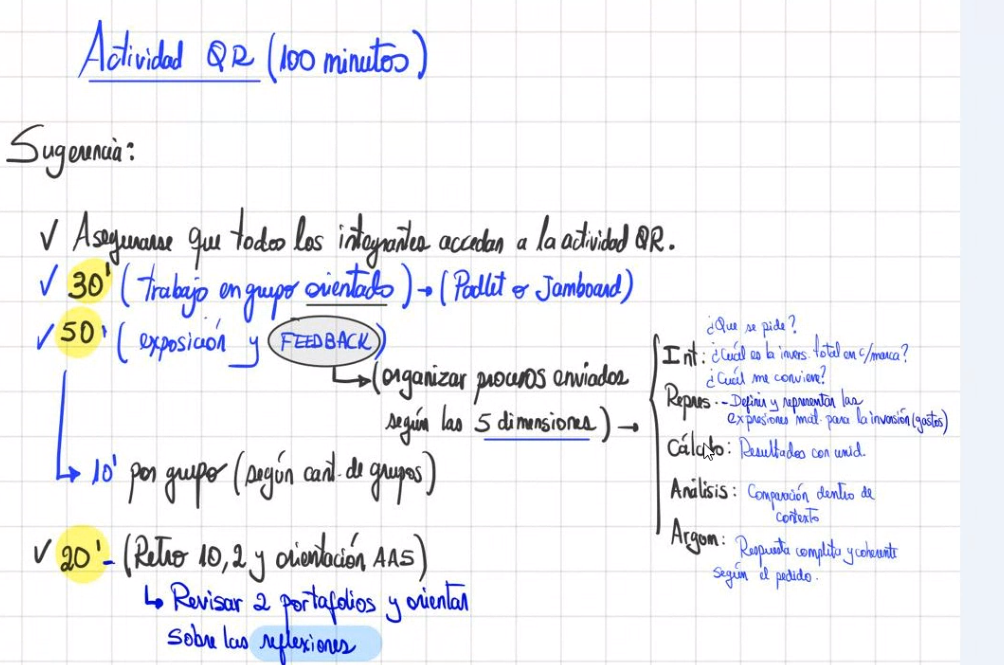 Actividad QR (100 minutos)
Sugerencia:
√ Asegurarse que todos los integrantes accedan a la actividad QR.
√ 30' (trabajo en grupo orientado) → (Padlet o Jamboard)
√ 50' (exposición y FEEDBACK)
↳ (organizar procesos enviados
según las 5 dimensiones) →
↳ 10' por grupo (según cant. de grupos)
√ 20' - (Retro 10, 2 y orientación AA5)
↳ Revisar 2 portafolios y orientar
sobre las reflexiones
¿Que se pide?
Int: ¿Cuál es la invers. total en c/marca?
¿Cuál me conviene?
Repres. - Definir y representar las
expresiones mat. para la inversión (gastos)
Cálculo: Resultados con unid.
Análisis: Comparación dentro de
contexto
Argom: Respuesta completa y coherente
según el pedido.